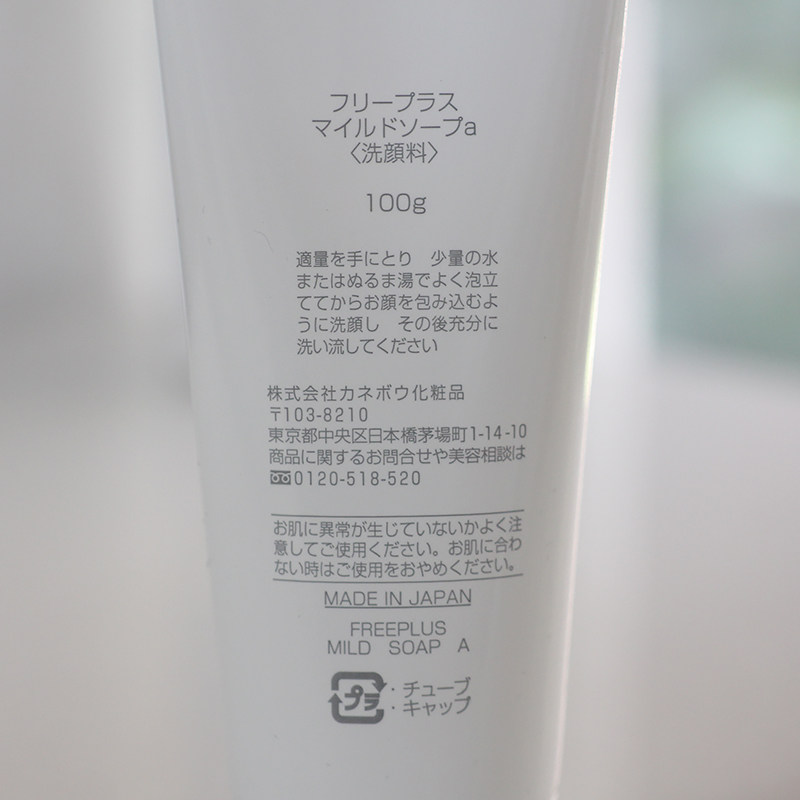 フリープラス
マイルドソープa
〈洗顔料〉
100g
適量を手にとり　少量の水
またはぬるま湯でよく泡立
ててからお顔を包み込むよ
うに洗顔し　その後充分に
洗い流してください
株式会社カネボウ化粧品
〒103-8210
東京都中央区日本橋茅場町1-14-10
商品に関するお問合せや美容相談は
0120-518-520
お肌に異常が生じていないかよく注
意してご使用ください。お肌に合わ
ない時はご使用をおやめください。
MADE IN JAPAN
FREEPLUS
MILD SOAP A
プラ ・チューブ
・キャップ